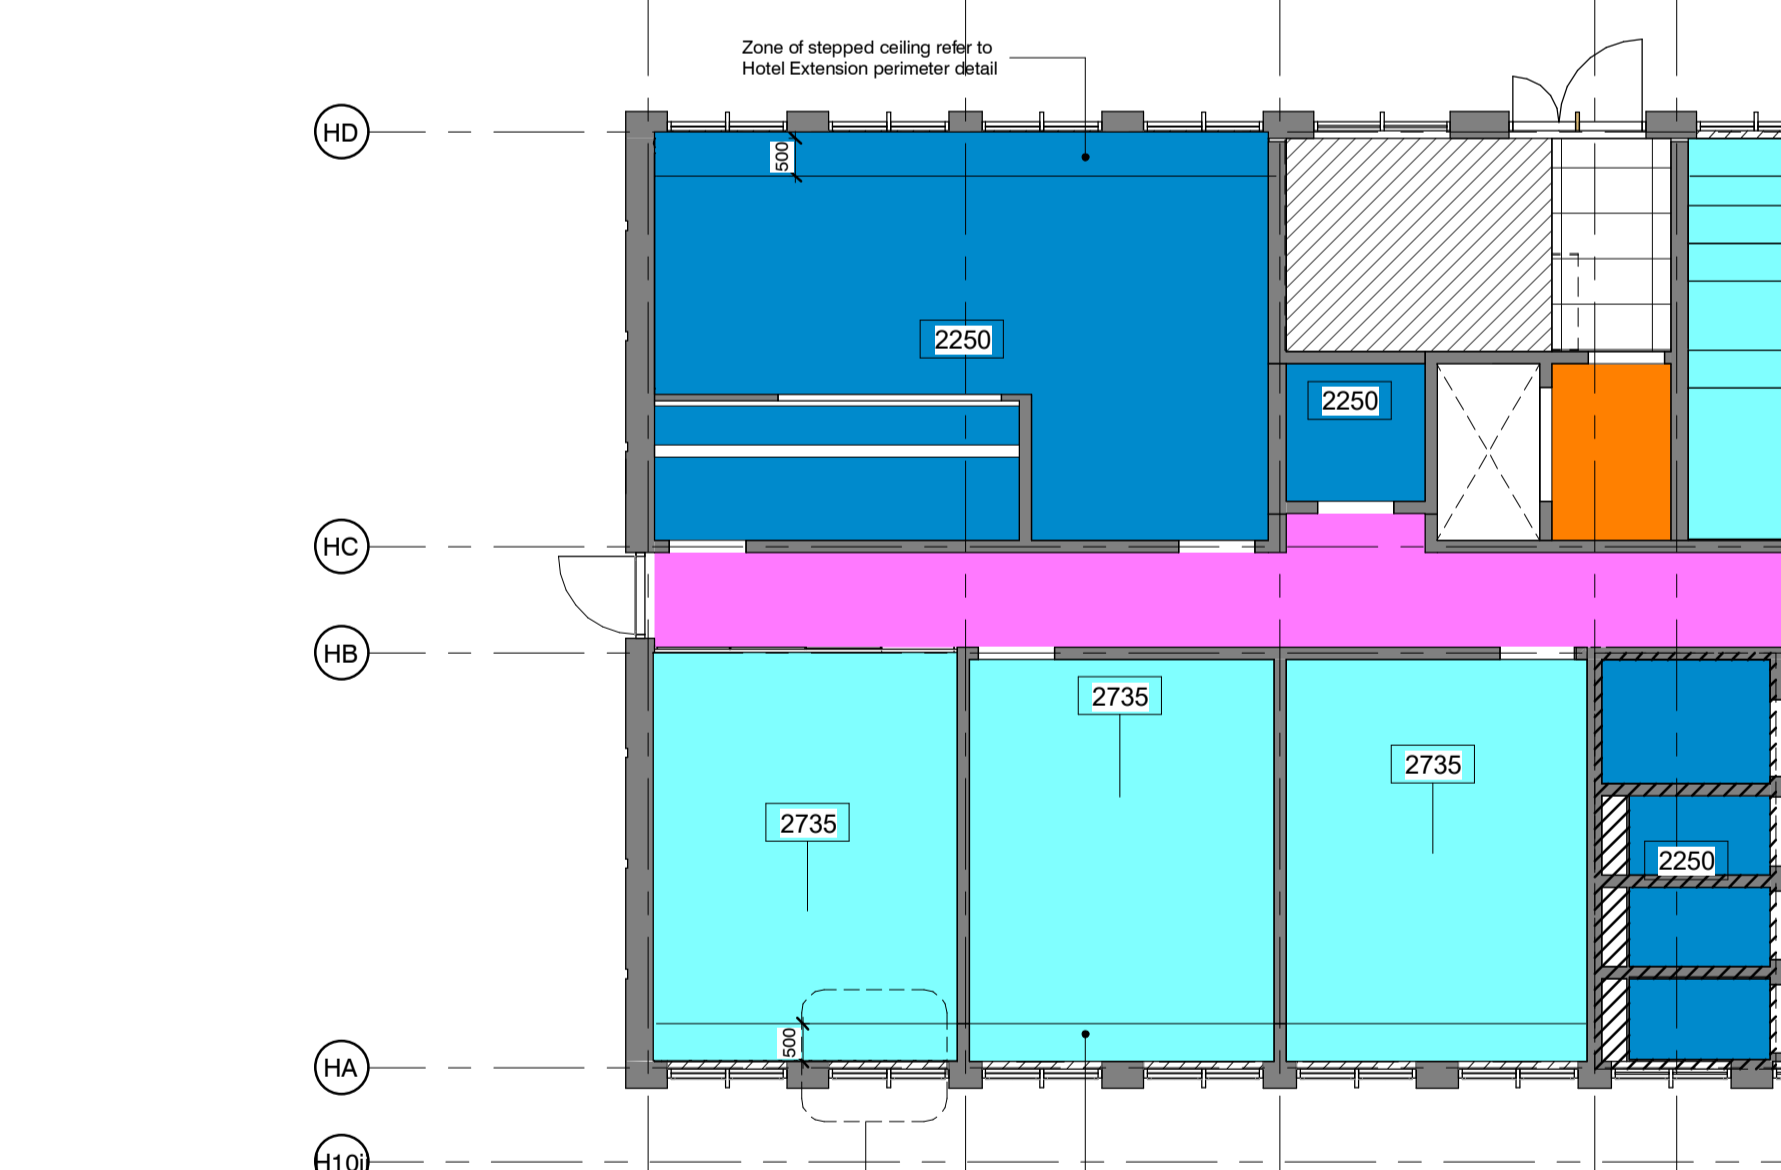 Zone of stepped ceiling refer to
Hotel Extension perimeter detail
HD
500
2250
2250
HC
HB
2735
2735
2735
2250
500
HA
H10i